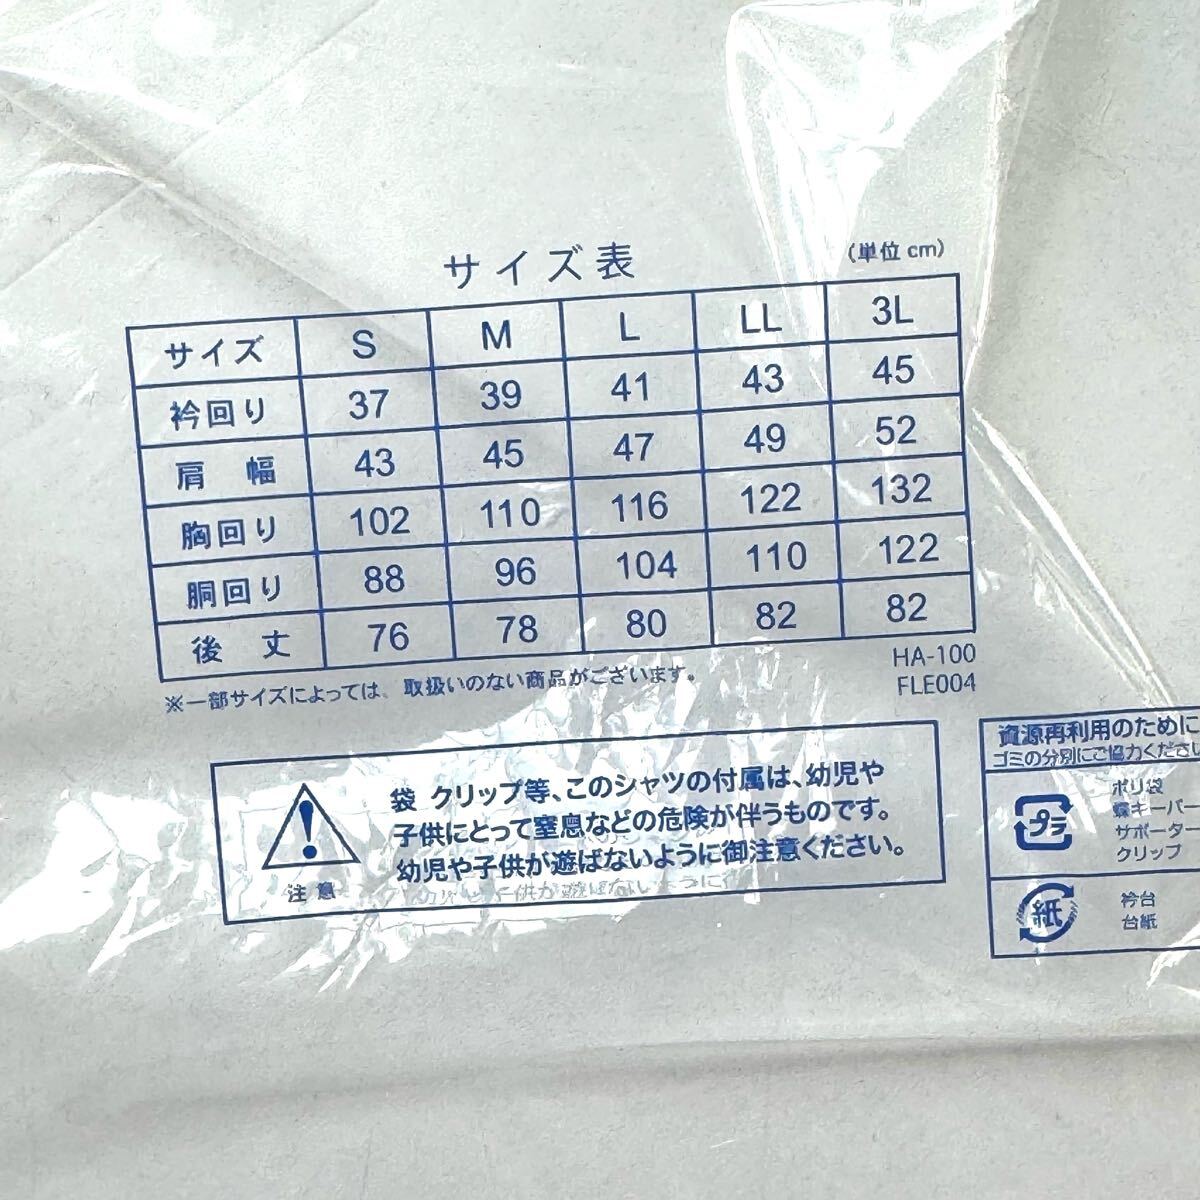 サイズ表
(単位 cm)
サイズ S M L LL 3L
衿回り 37 39 41 43 45
肩幅 43 45 47 49 52
胸回り 102 110 116 122 132
胴回り 88 96 104 110 122
後丈 76 78 80 82 82
※一部サイズによっては、取扱いのない商品がございます。
HA-100
FLE004
注意
袋 クリップ等、このシャツの付属は、幼児や
子供にとって窒息などの危険が伴うものです。
幼児や子供が遊ばないように御注意ください。
資源再利用のために
ゴミの分別にご協力ください
プラ
ポリ袋
蝶キーパー
サポーター
クリップ
紙
衿台
台紙